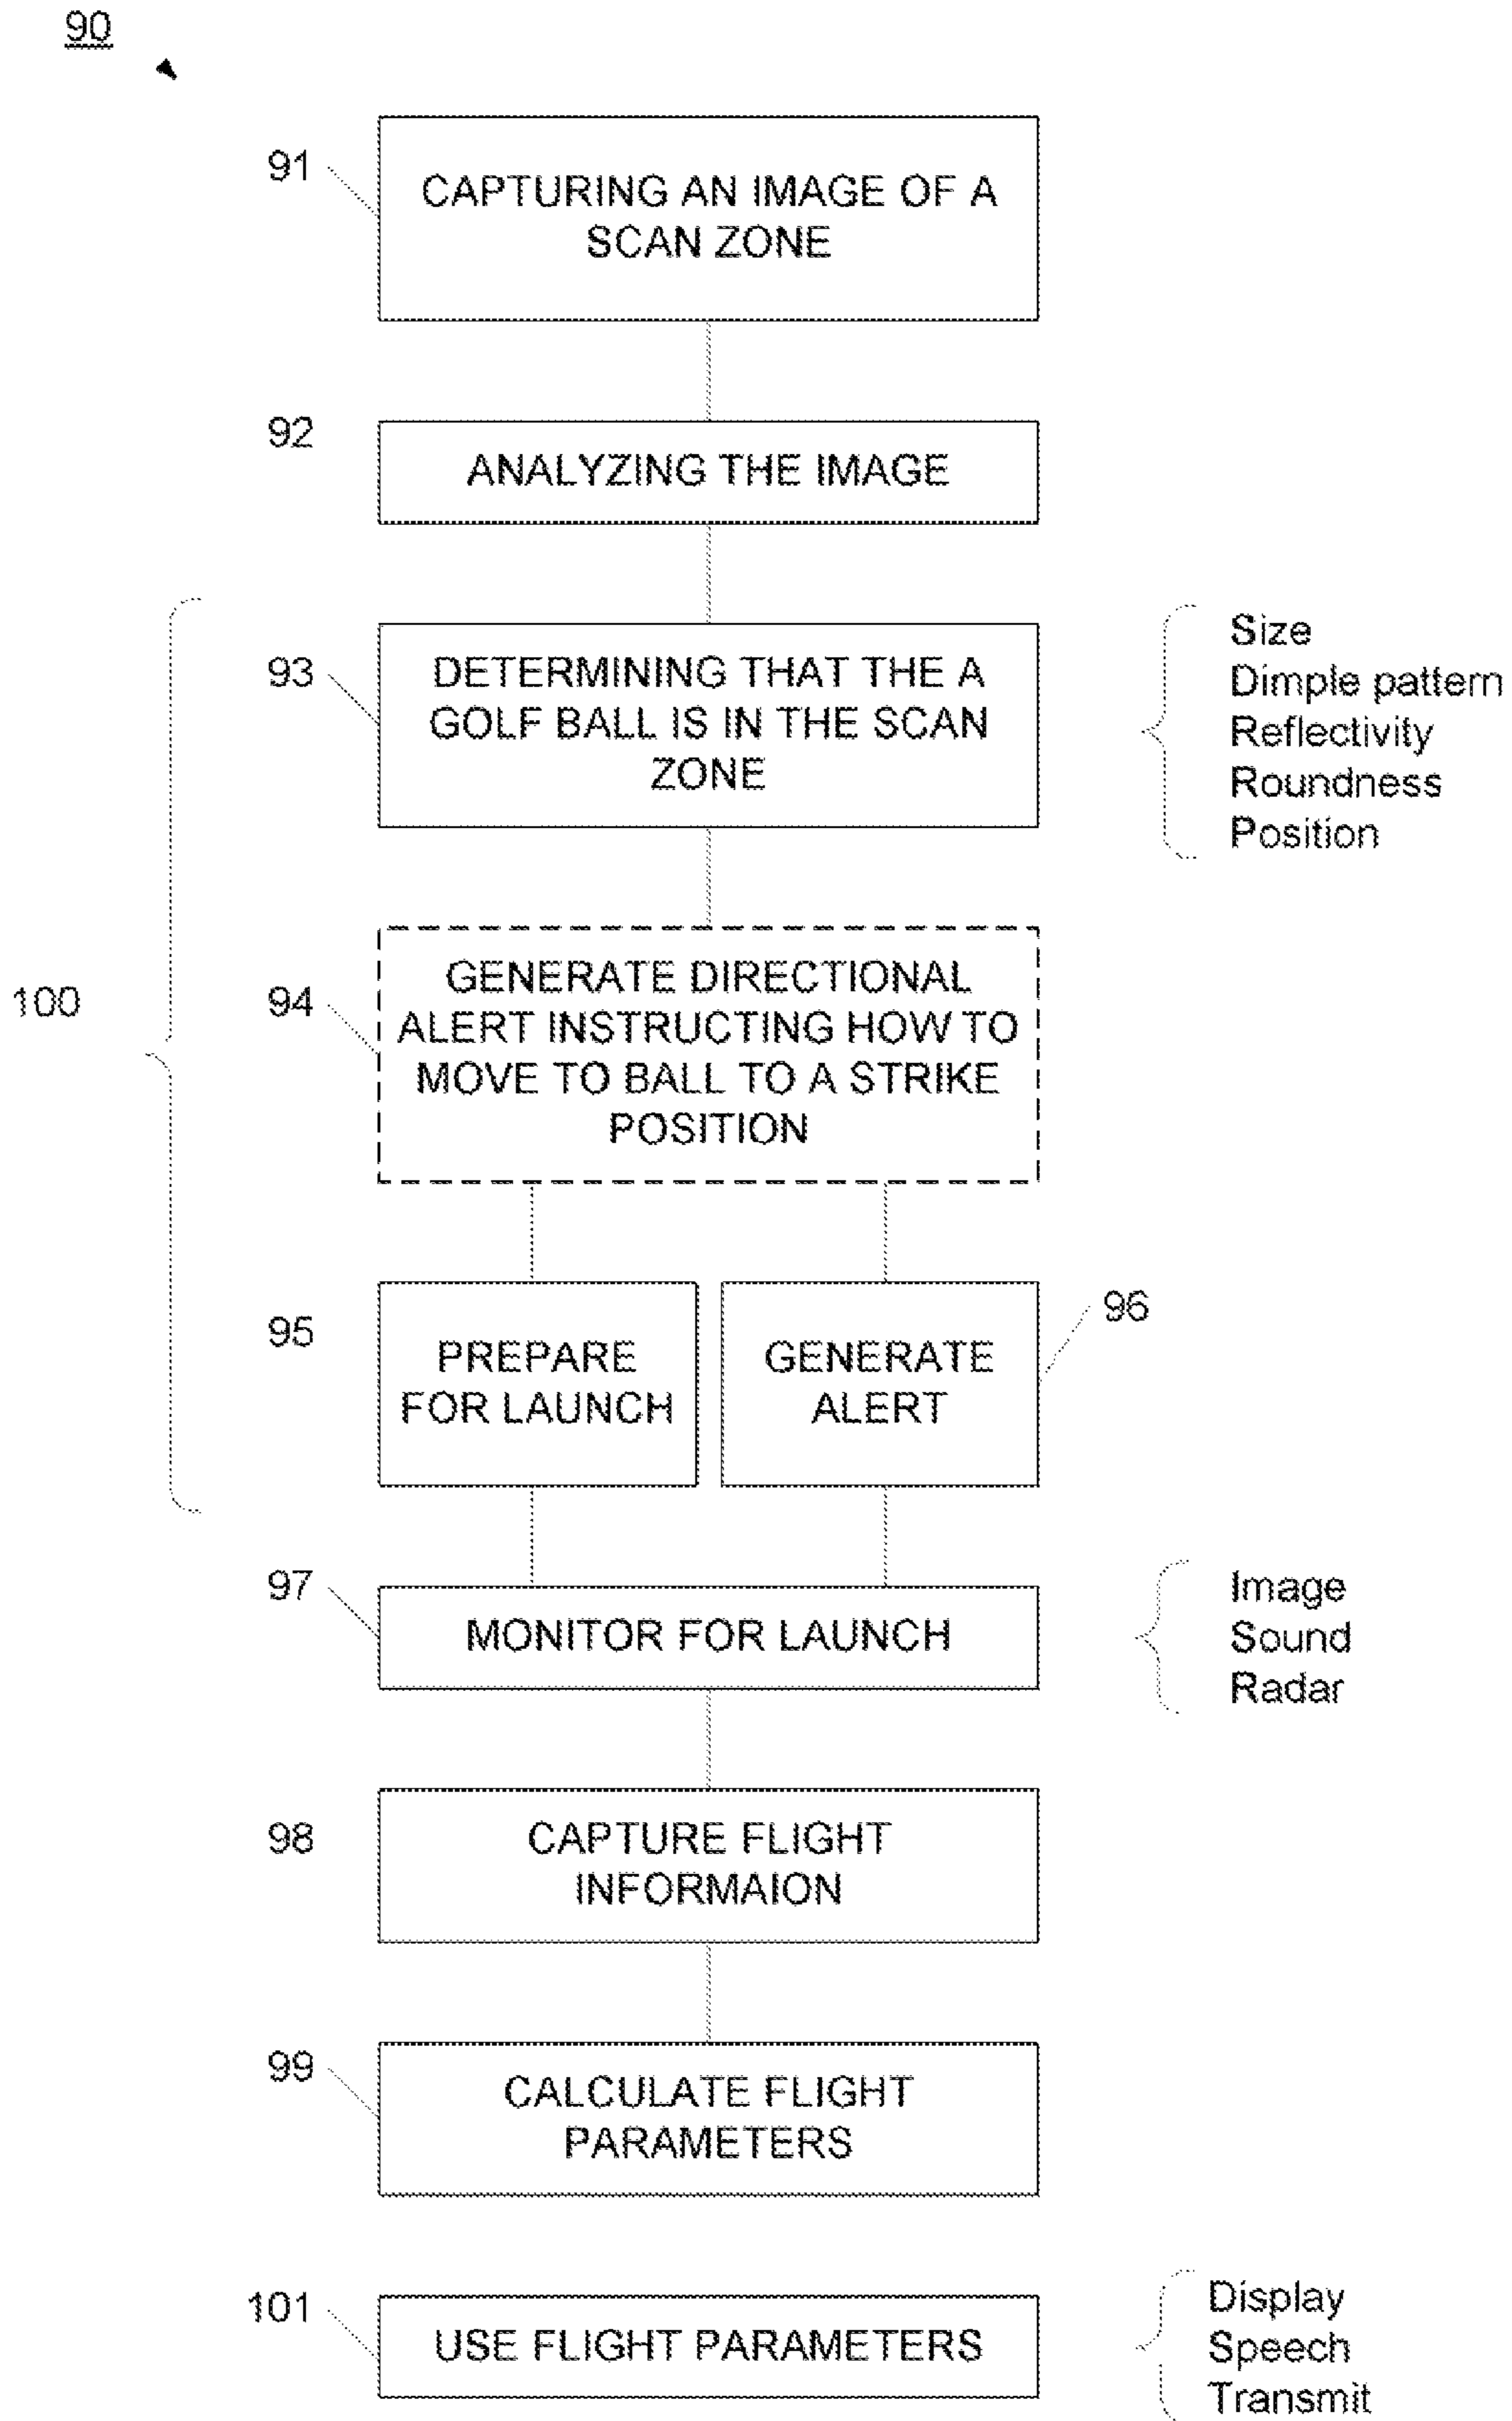 90
91
CAPTURING AN IMAGE OF A
SCAN ZONE
92
ANALYZING THE IMAGE
93
DETERMINING THAT THE A
GOLF BALL IS IN THE SCAN
ZONE
Size
Dimple pattern
Reflectivity
Roundness
Position
100
94
GENERATE DIRECTIONAL
ALERT INSTRUCTING HOW TO
MOVE TO BALL TO A STRIKE
POSITION
95
PREPARE
FOR LAUNCH
GENERATE
ALERT
96
97
MONITOR FOR LAUNCH
Image
Sound
Radar
98
CAPTURE FLIGHT
INFORMAION
99
CALCULATE FLIGHT
PARAMETERS
101
USE FLIGHT PARAMETERS
Display
Speech
Transmit